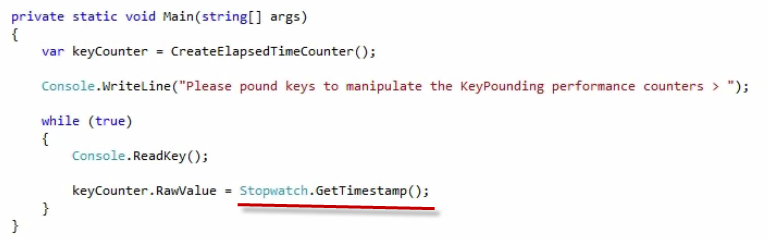 private static void Main(string[] args)
{
    var keyCounter = CreateElapsedTimeCounter();

    Console.WriteLine("Please pound keys to manipulate the KeyPounding performance counters > ");

    while (true)
    {
        Console.ReadKey();

        keyCounter.RawValue = Stopwatch.GetTimestamp();
    }
}